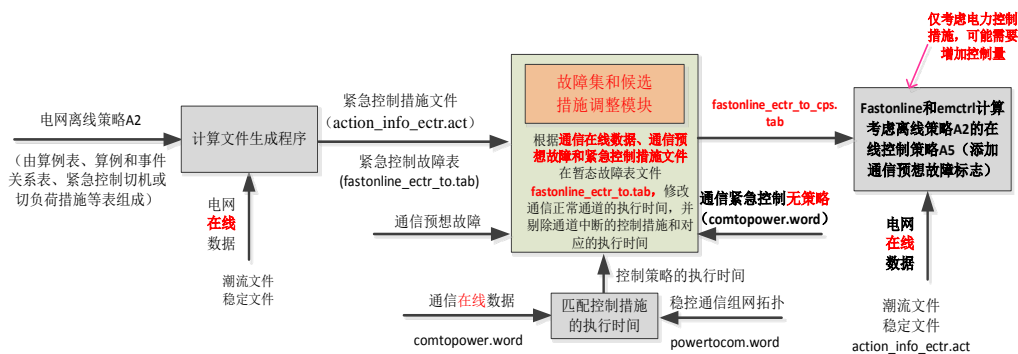 电网离线策略A2
（由算例表、算例和事件
关系表、紧急控制切机或
切负荷措施等表组成）
计算文件生成程序
电网
在线
数据
潮流文件
稳定文件
紧急控制措施文件
（action_info_ectr.act）
紧急控制故障表
(fastonline_ectr_to.tab)
通信预想故障
故障集和候选
措施调整模块
根据通信在线数据、通信预
想故障和紧急控制措施文件
在暂态故障表文件
fastonline_ectr_to.tab，修改
通信正常通道的执行时间，并
剔除通道中断的控制措施和对
应的执行时间
控制策略的执行时间
通信在线数据
comtopower.word
匹配控制措施
的执行时间
稳控通信组网拓扑
powertocom.word
fastonline_ectr_to_cps.
tab
通信紧急控制无策略
（comtopower.word）
仅考虑电力控制
措施，可能需要
增加控制量
Fastonline和emctrl计算
考虑离线策略A2的在
线控制策略A5（添加
通信预想故障标志）
电网
在线
数据
潮流文件
稳定文件
action_info_ectr.act